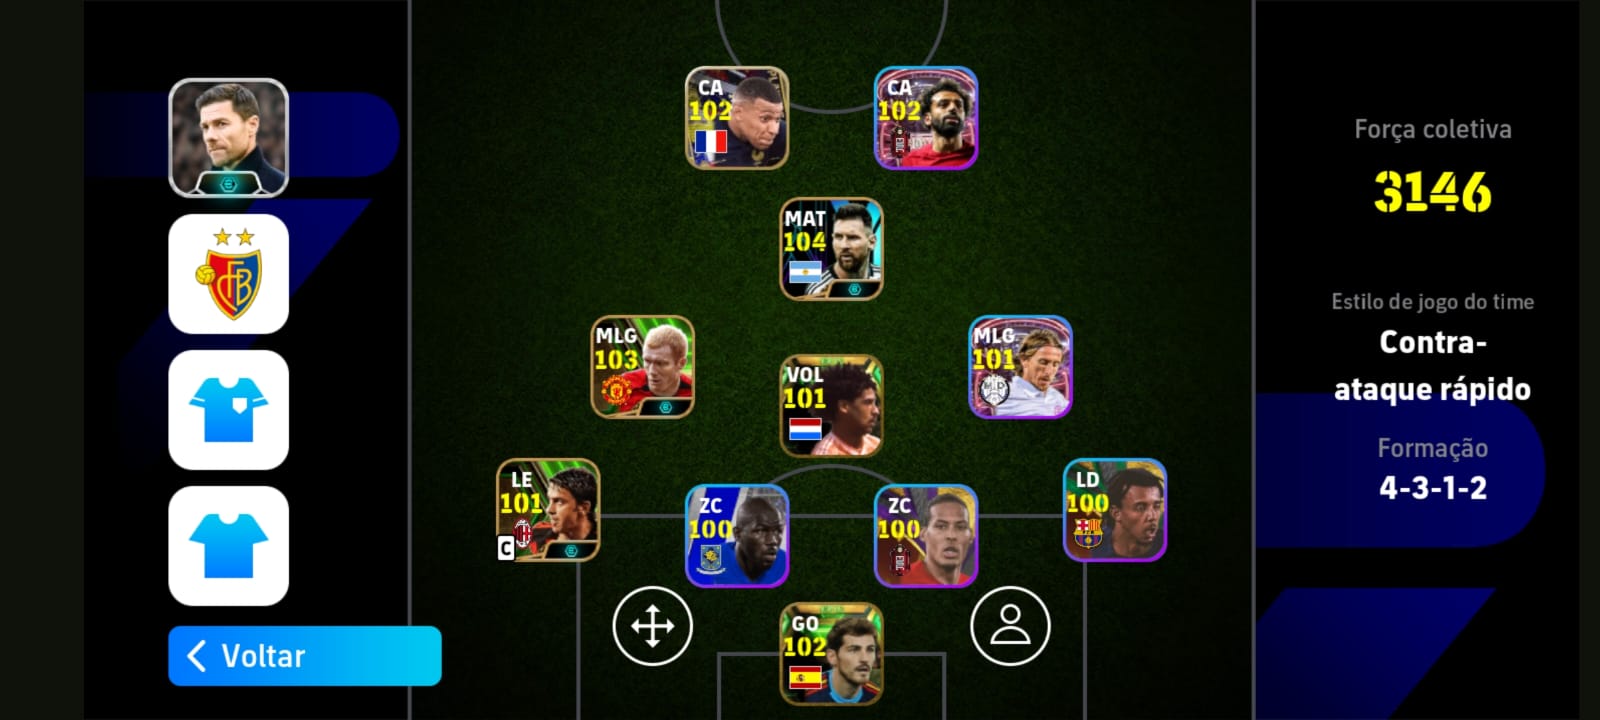 CA
102
CA
102
MAT
104
MLG
103
MLG
101
VOL
101
LE
101
C
ZC
100
ZC
100
LD
100
GO
102
FCB
Voltar
Força coletiva
3146
Estilo de jogo do time
Contra-
ataque rápido
Formação
4-3-1-2